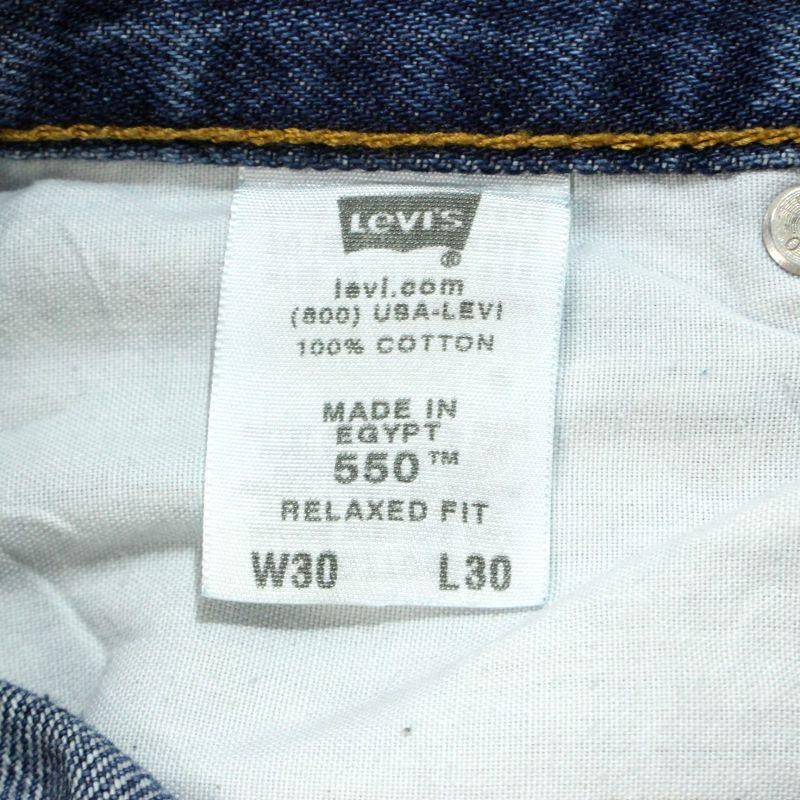 LEVI'S
®
levi.com
(800) USA-LEVI
100% COTTON
MADE IN
EGYPT
550™
RELAXED FIT
W30 L30